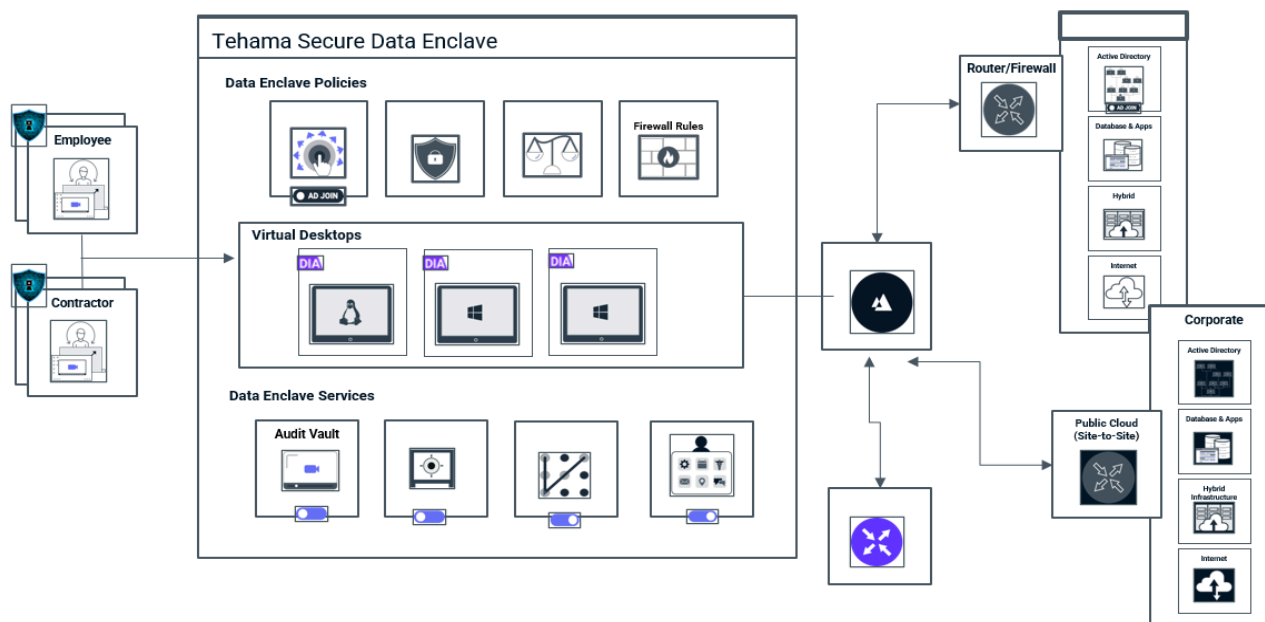 Tehama Secure Data Enclave
Data Enclave Policies
AD JOIN
Firewall Rules
Employee
Contractor
Virtual Desktops
DIA
DIA
DIA
Data Enclave Services
Audit Vault
Router/Firewall
Active Directory
AD JOIN
Database & Apps
Hybrid
Internet
Public Cloud
(Site-to-Site)
Corporate
Active Directory
Database & Apps
Hybrid
Infrastructure
Internet